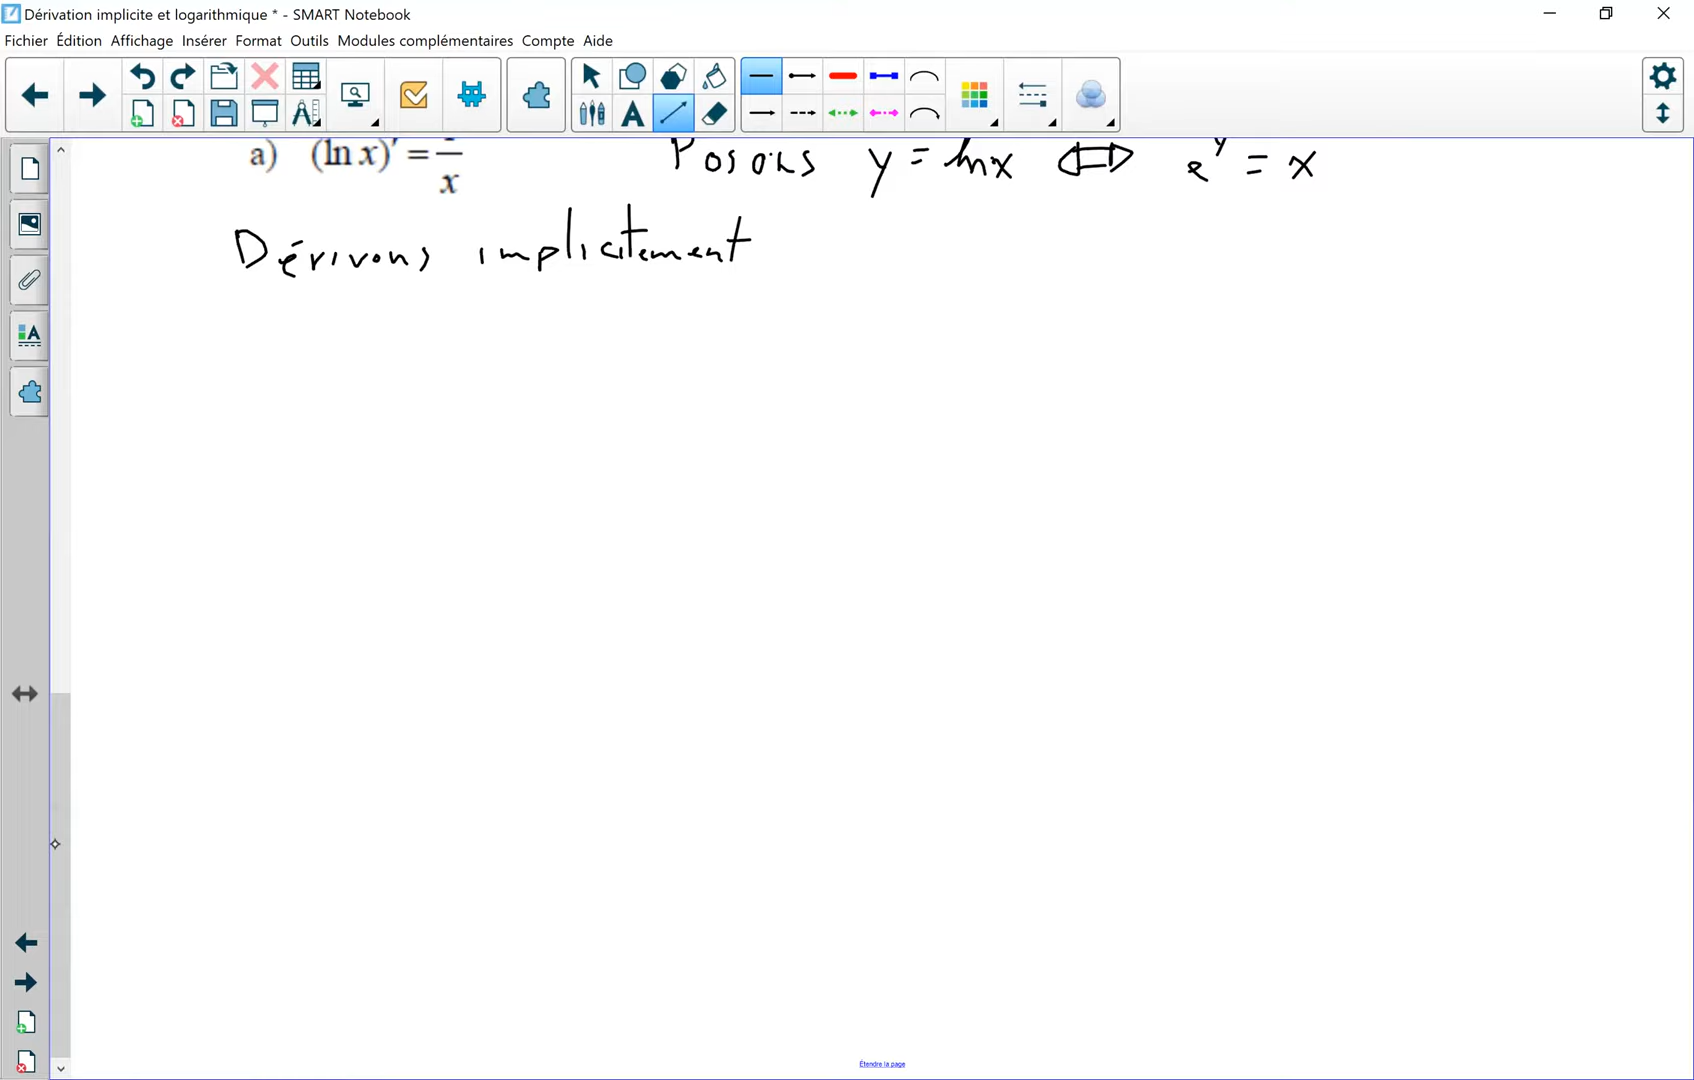 Dérivation implicite et logarithmique * - SMART Notebook
Fichier Édition Affichage Insérer Format Outils Modules complémentaires Compte Aide
a) (ln x)' = 1/x Posons y = ln x ⇔ e^y = x
Dérivons implicitement
Étendre la page